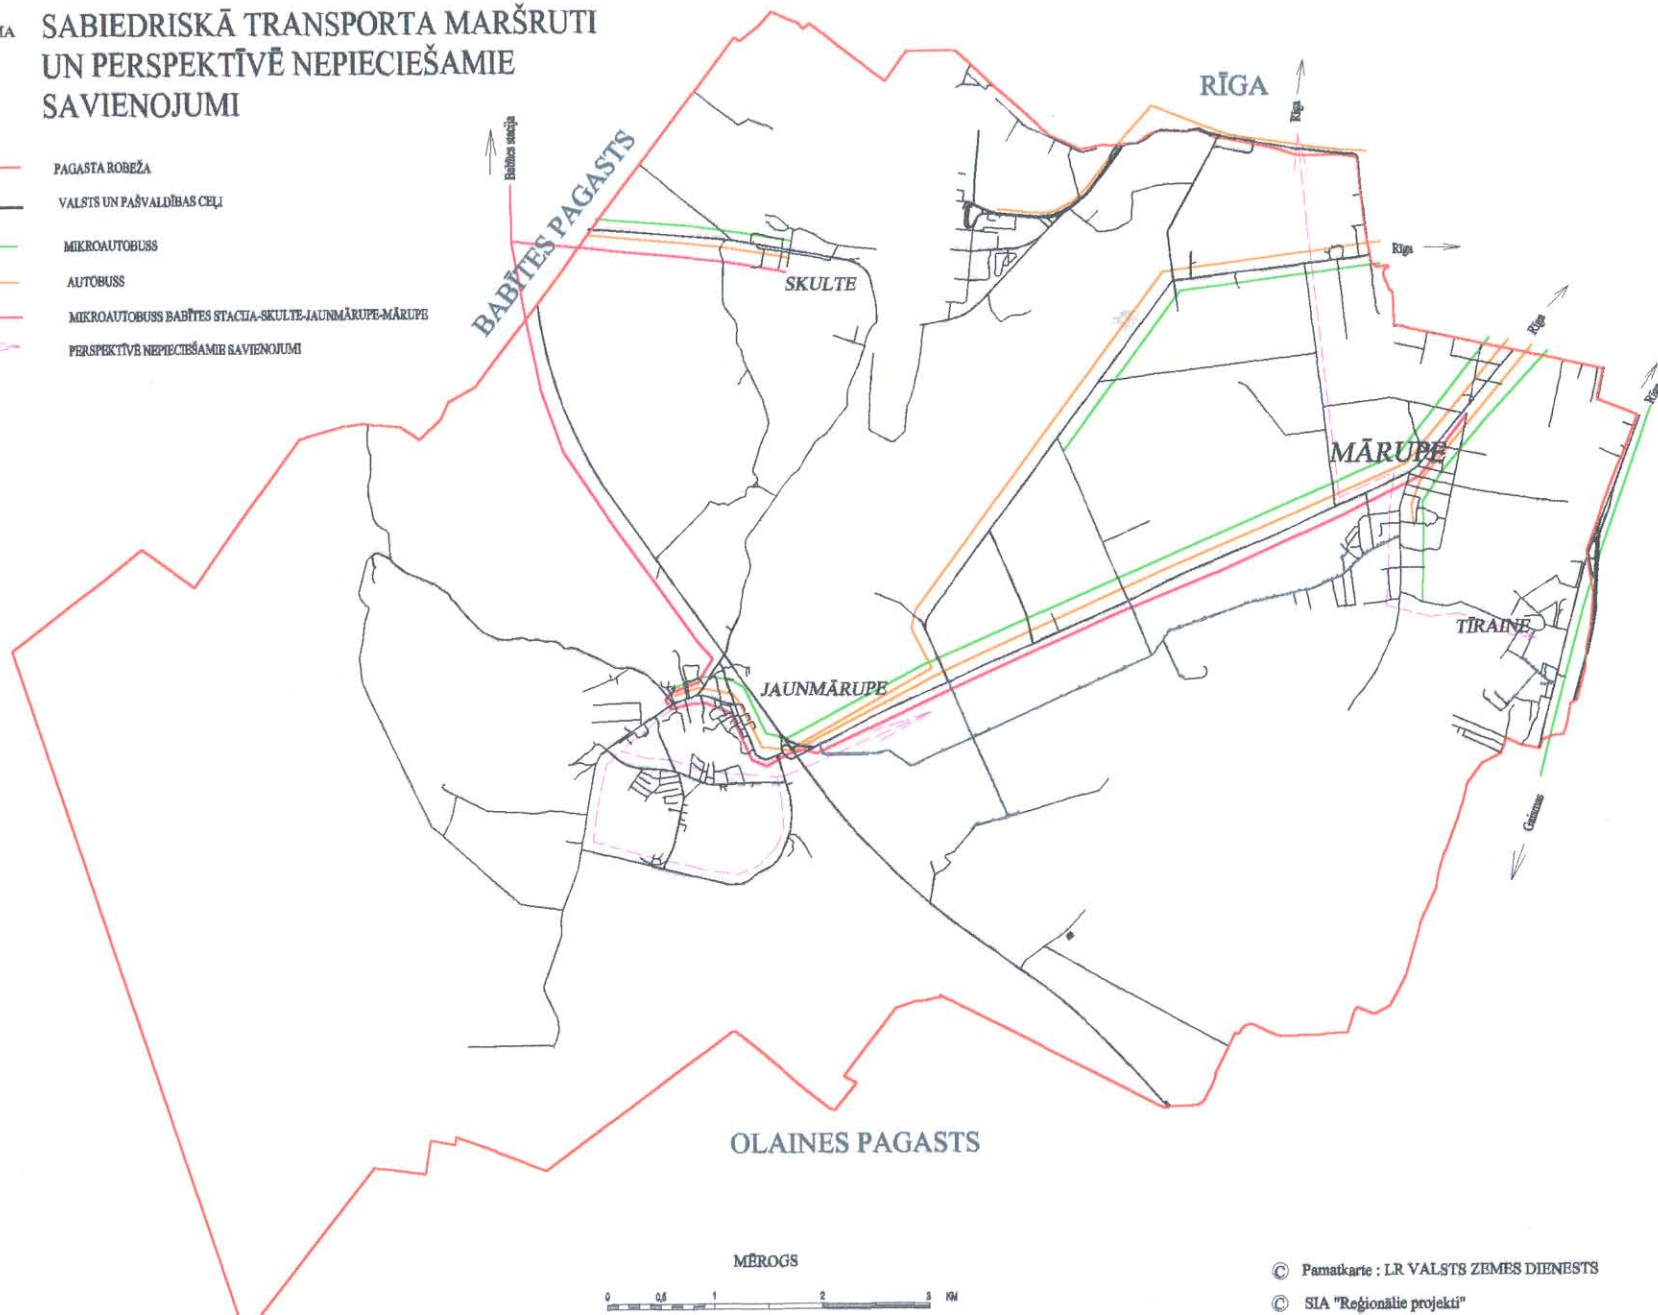 SABIEDRISKĀ TRANSPORTA MARŠRUTI
UN PERSPEKTĪVĒ NEPIECIEŠAMIE
SAVIENOJUMI
PAGASTA ROBEŽA
VALSTS UN PAŠVALDĪBAS CEĻI
MIKROAUTOBUSS
AUTOBUSS
MIKROAUTOBUSS BABĪTES STACIJA-SKULTE-JAUNMĀRUPE-MĀRUPE
PERSPEKTĪVĒ NEPIECIEŠAMIE SAVIENOJUMI
Babītes stacija
BABĪTES PAGASTS
RĪGA
Rīga
Rīga
SKULTE
Rīga
Rīga
MĀRUPE
TĪRAINE
JAUNMĀRUPE
OLAINES PAGASTS
MĒROGS
0 0,5 1 2 3 KM
© Pamatkarte : LR VALSTS ZEMES DIENESTS
© SIA "Reģionālie projekti"